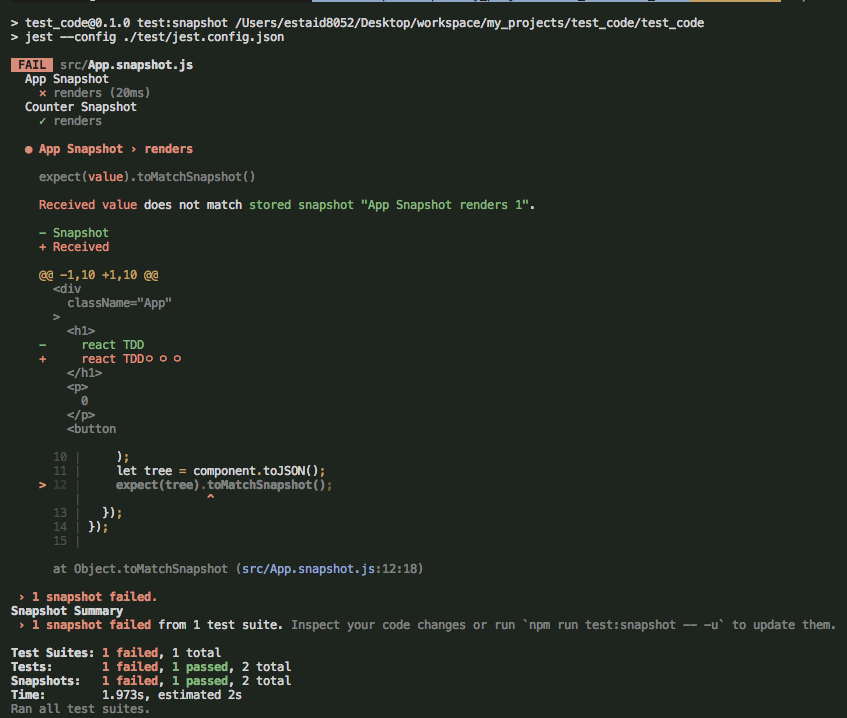 > test_code@0.1.0 test:snapshot /Users/estaid8052/Desktop/workspace/my_projects/test_code/test_code
> jest --config ./test/jest.config.json
FAIL src/App.snapshot.js
App Snapshot
✕ renders (20ms)
Counter Snapshot
✓ renders
● App Snapshot › renders
expect(value).toMatchSnapshot()
Received value does not match stored snapshot "App Snapshot renders 1".
- Snapshot
+ Received
@@ -1,10 +1,10 @@
<div
className="App"
>
<h1>
- react TDD
+ react TDDㅇㅇㅇ
</h1>
<p>
0
</p>
<button
10 | );
11 | let tree = component.toJSON();
> 12 | expect(tree).toMatchSnapshot();
| ^
13 | });
14 | });
15 |
at Object.toMatchSnapshot (src/App.snapshot.js:12:18)
› 1 snapshot failed.
Snapshot Summary
› 1 snapshot failed from 1 test suite. Inspect your code changes or run `npm run test:snapshot -- -u` to update them.
Test Suites: 1 failed, 1 total
Tests: 1 failed, 1 passed, 2 total
Snapshots: 1 failed, 1 passed, 2 total
Time: 1.973s, estimated 2s
Ran all test suites.